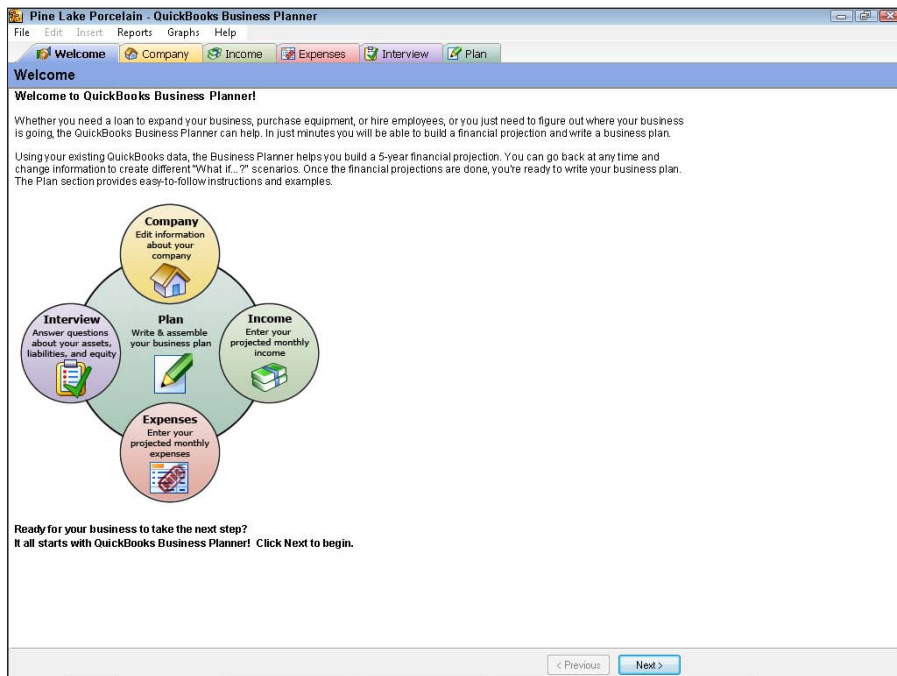 Pine Lake Porcelain - QuickBooks Business Planner
File Edit Insert Reports Graphs Help
Welcome Company Income Expenses Interview Plan
Welcome
Welcome to QuickBooks Business Planner!
Whether you need a loan to expand your business, purchase equipment, or hire employees, or you just need to figure out where your business
is going, the QuickBooks Business Planner can help. In just minutes you will be able to build a financial projection and write a business plan.
Using your existing QuickBooks data, the Business Planner helps you build a 5-year financial projection. You can go back at any time and
change information to create different "What if...?" scenarios. Once the financial projections are done, you're ready to write your business plan.
The Plan section provides easy-to-follow instructions and examples.
Company
Edit information
about your
company
Interview
Answer questions
about your assets,
liabilities, and equity
Plan
Write & assemble
your business plan
Income
Enter your
projected monthly
income
Expenses
Enter your
projected monthly
expenses
Ready for your business to take the next step?
It all starts with QuickBooks Business Planner! Click Next to begin.
< Previous Next >